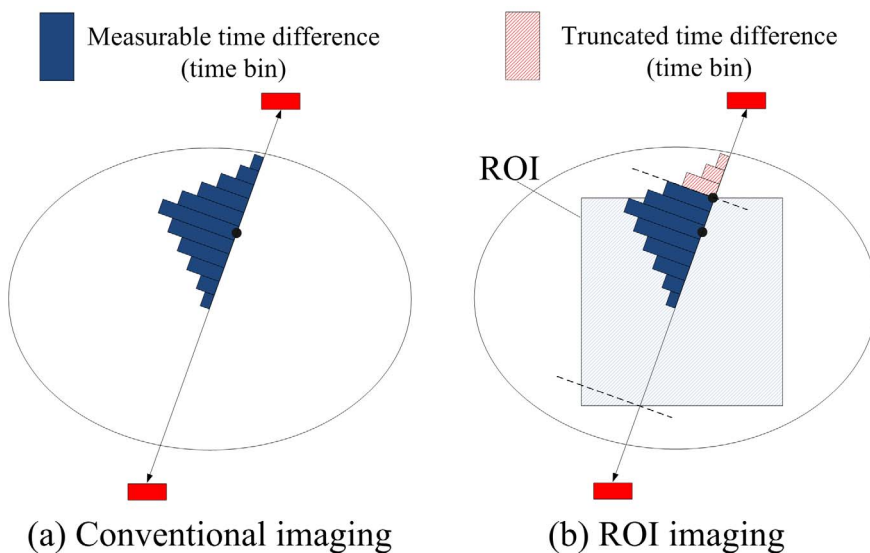 Measurable time difference
(time bin)
Truncated time difference
(time bin)
ROI
(a) Conventional imaging
(b) ROI imaging